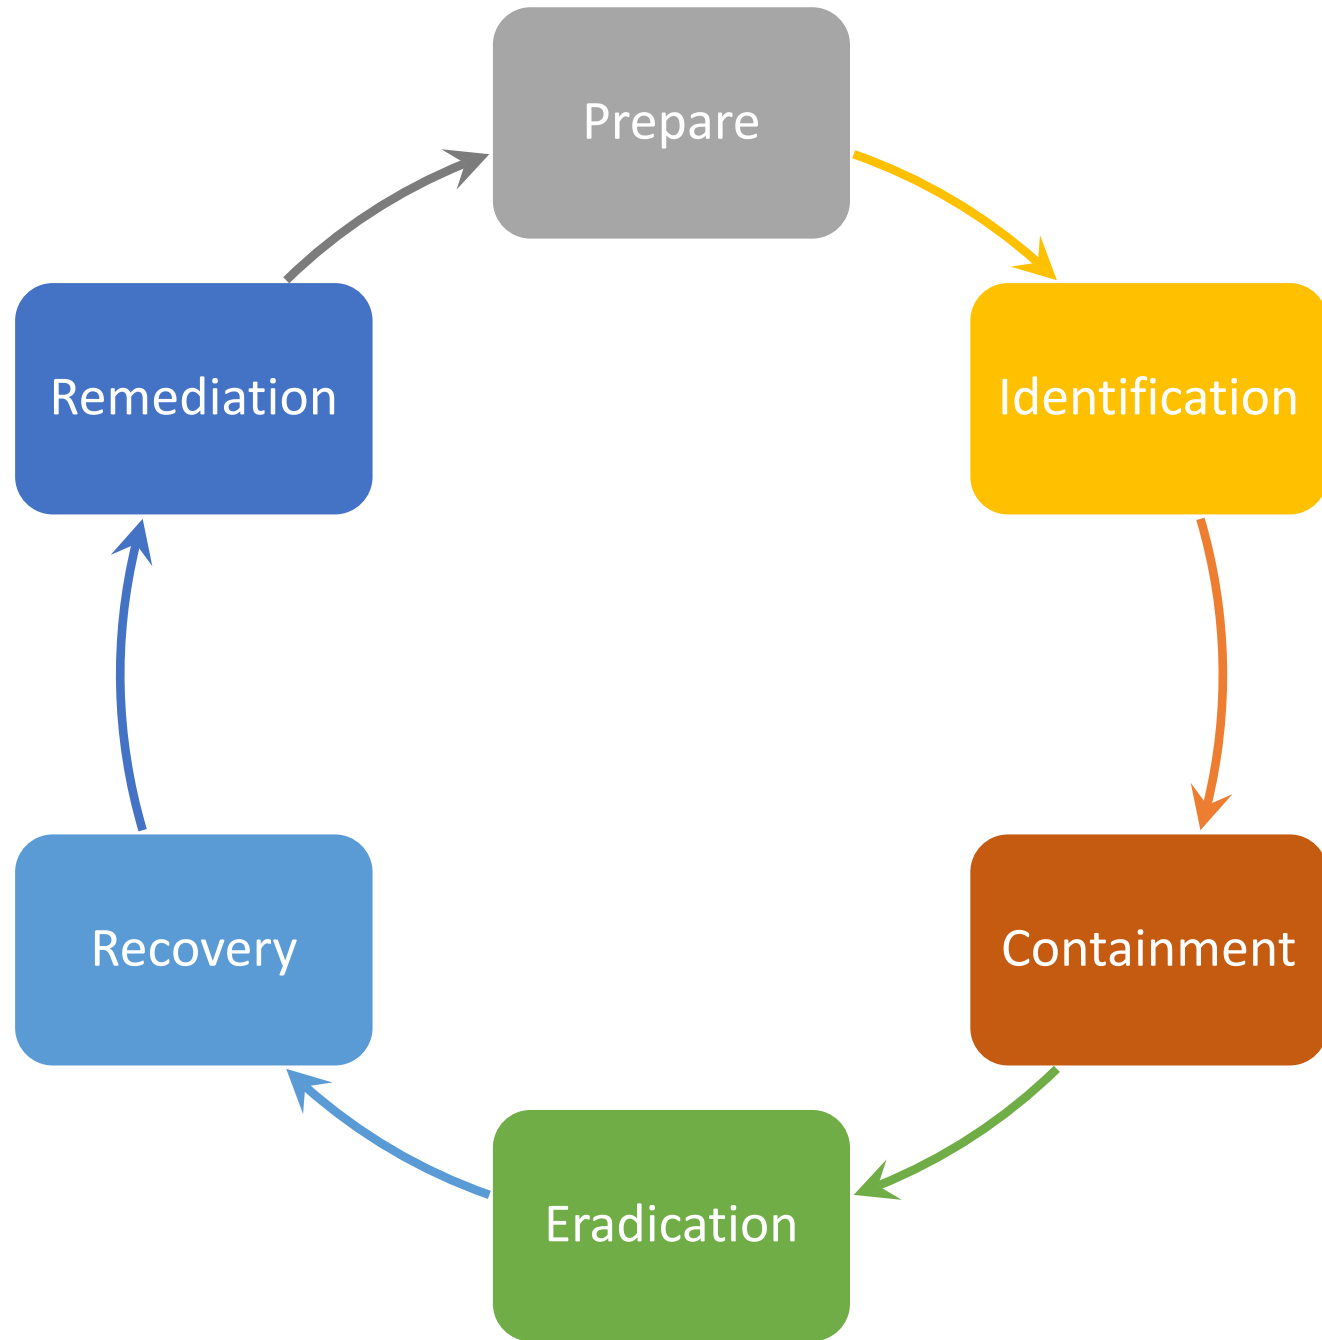 Prepare
Identification
Containment
Eradication
Recovery
Remediation